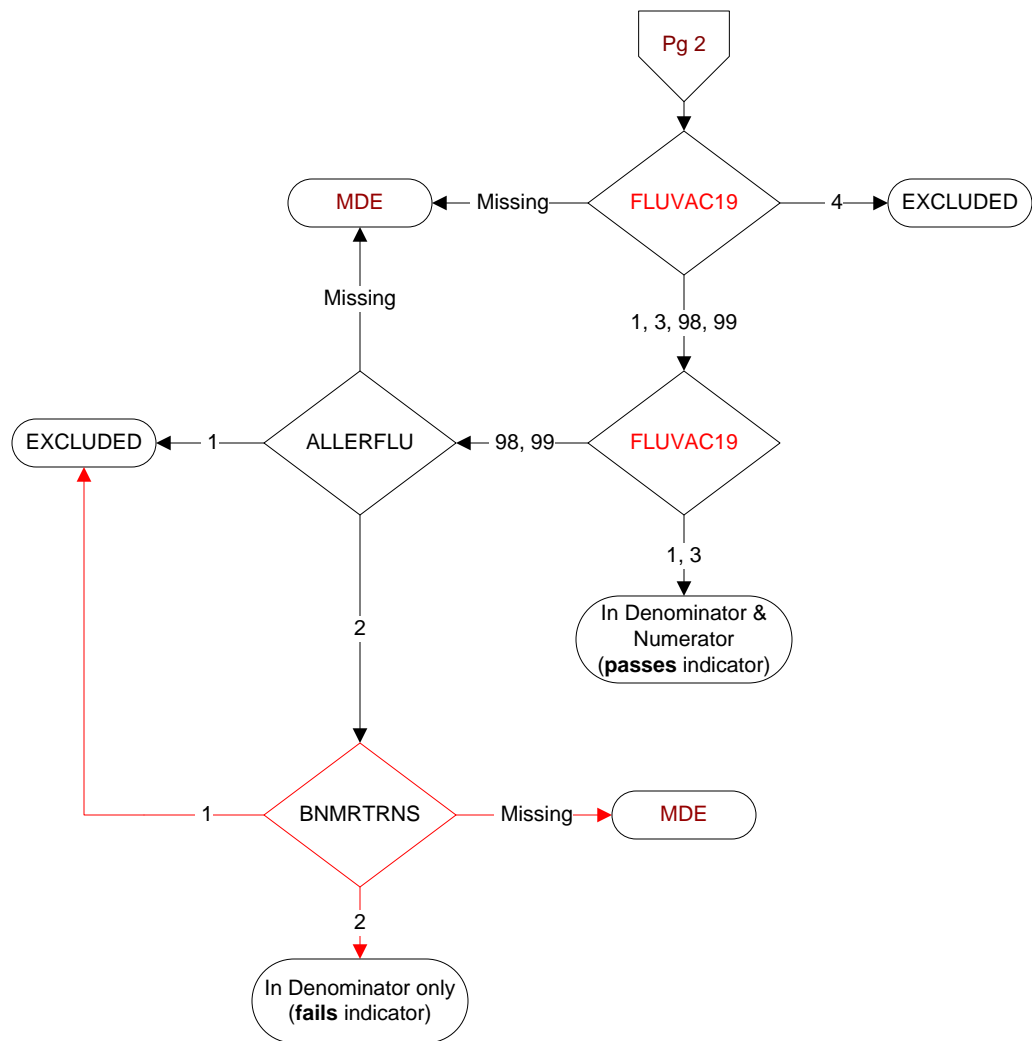 Pg 2
MDE
Missing
FLUVAC19
4
EXCLUDED
Missing
1, 3, 98, 99
EXCLUDED
1
ALLERFLU
98, 99
FLUVAC19
1, 3
2
In Denominator &
Numerator
(passes indicator)
1
BNMRTRNS
Missing
MDE
2
In Denominator only
(fails indicator)